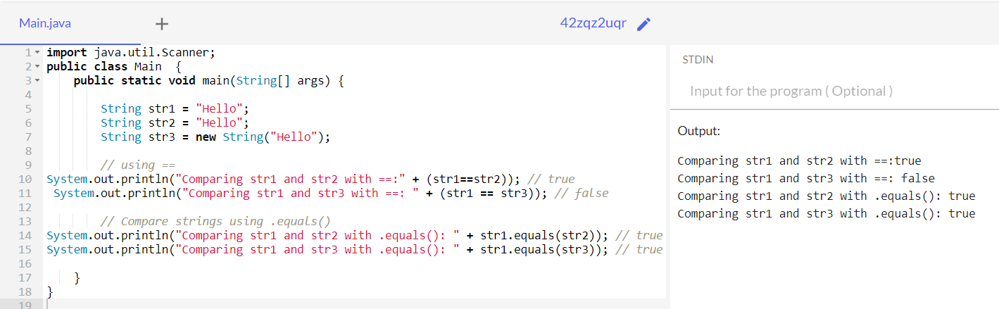 Main.java + 42zqz2uqr
1 import java.util.Scanner;
2 public class Main  {
3     public static void main(String[] args) {
4
5         String str1 = "Hello";
6         String str2 = "Hello";
7         String str3 = new String("Hello");
8
9         // using ==
10 System.out.println("Comparing str1 and str2 with ==:" + (str1==str2)); // true
11  System.out.println("Comparing str1 and str3 with ==: " + (str1 == str3)); // false
12
13         // Compare strings using .equals()
14 System.out.println("Comparing str1 and str2 with .equals(): " + str1.equals(str2)); // true
15 System.out.println("Comparing str1 and str3 with .equals(): " + str1.equals(str3)); // true
16
17     }
18 }
19
STDIN
Input for the program ( Optional )
Output:
Comparing str1 and str2 with ==:true
Comparing str1 and str3 with ==: false
Comparing str1 and str2 with .equals(): true
Comparing str1 and str3 with .equals(): true